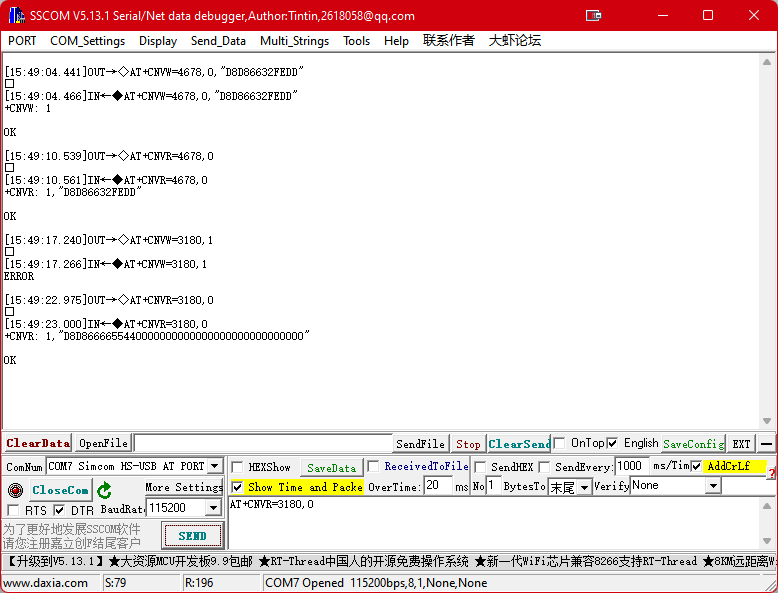 SSCOM V5.13.1 Serial/Net data debugger,Author:Tintin,2618058@qq.com
PORT COM_Settings Display Send_Data Multi_Strings Tools Help 联系作者 大虾论坛
[15:49:04.441]OUT→◇AT+CNVW=4678,0,"D8D86632FEDD"
□
[15:49:04.466]IN←◆AT+CNVW=4678,0,"D8D86632FEDD"
+CNVW: 1
OK
[15:49:10.539]OUT→◇AT+CNVR=4678,0
□
[15:49:10.561]IN←◆AT+CNVR=4678,0
+CNVR: 1,"D8D86632FEDD"
OK
[15:49:17.240]OUT→◇AT+CNVW=3180,1
□
[15:49:17.266]IN←◆AT+CNVW=3180,1
ERROR
[15:49:22.975]OUT→◇AT+CNVR=3180,0
□
[15:49:23.000]IN←◆AT+CNVR=3180,0
+CNVR: 1,"D8D8666655440000000000000000000000000000"
OK
ClearData OpenFile SendFile Stop ClearSend OnTop English SaveConfig EXT —
ComNum COM7 Simcom HS-USB AT PORT HEXShow SaveData ReceivedToFile SendHEX SendEvery: 1000 ms/Tim AddCrLf
CloseCom More Settings Show Time and Packe OverTime: 20 ms No 1 BytesTo 末尾 Verify None
RTS DTR BaudRat 115200 AT+CNVR=3180,0
为了更好地发展SSCOM软件
请您注册嘉立创F结尾客户
SEND
【升级到V5.13.1】★大资源MCU开发板9.9包邮 ★RT-Thread中国人的开源免费操作系统 ★新一代WiFi芯片兼容8266支持RT-Thread ★8KM远距离W
www.daxia.com S:79 R:196 COM7 Opened 115200bps,8,1,None,None